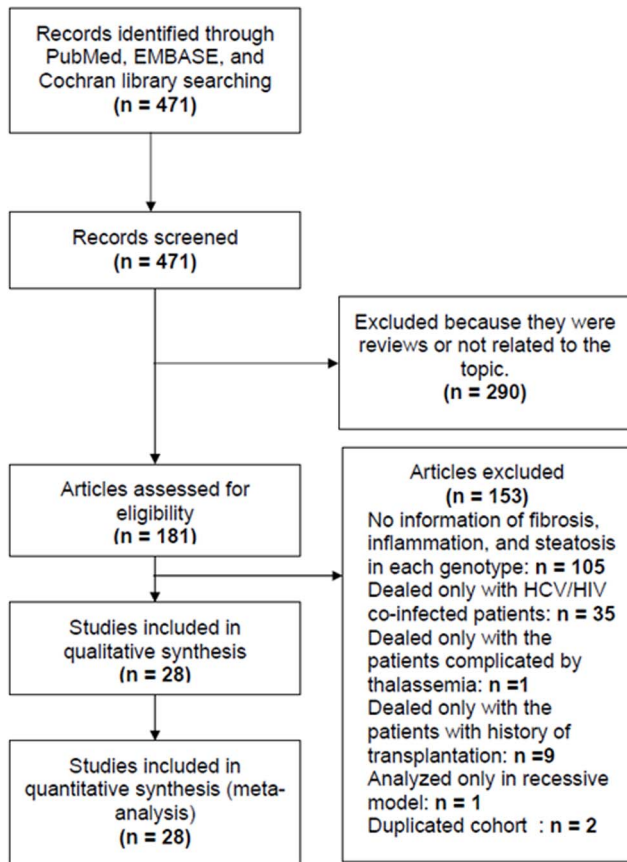 Records identified through
PubMed, EMBASE, and
Cochran library searching
(n = 471)
Records screened
(n = 471)
Excluded because they were
reviews or not related to the
topic.
(n = 290)
Articles assessed for
eligibility
(n = 181)
Articles excluded
(n = 153)
No information of fibrosis,
inflammation, and steatosis
in each genotype: n = 105
Dealed only with HCV/HIV
co-infected patients: n = 35
Dealed only with the
patients complicated by
thalassemia: n =1
Dealed only with the
patients with history of
transplantation: n =9
Analyzed only in recessive
model: n = 1
Duplicated cohort : n = 2
Studies included in
qualitative synthesis
(n = 28)
Studies included in
quantitative synthesis (meta-
analysis)
(n = 28)